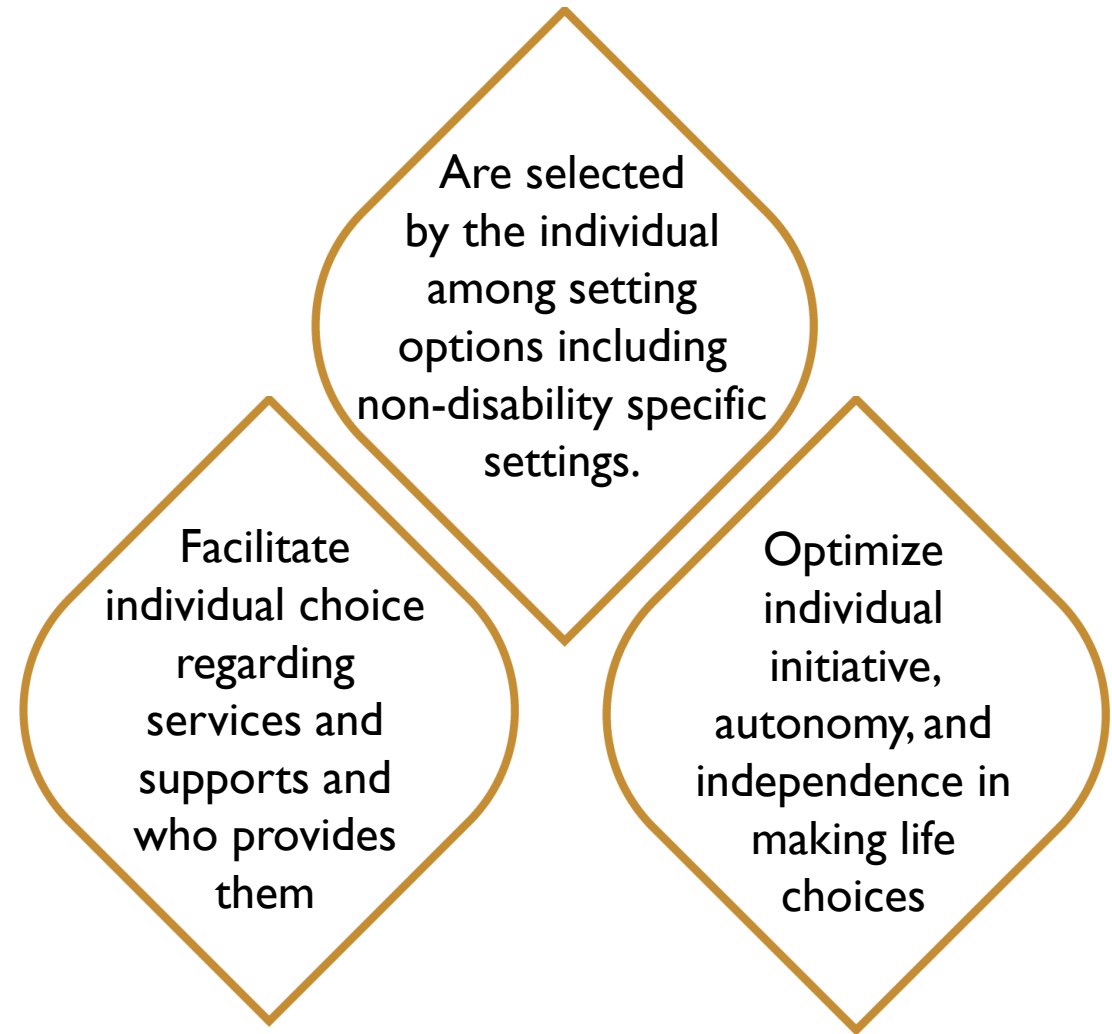 Are selected
by the individual
among setting
options including
non-disability specific
settings.
Facilitate
individual choice
regarding
services and
supports and
who provides
them
Optimize
individual
initiative,
autonomy, and
independence in
making life
choices